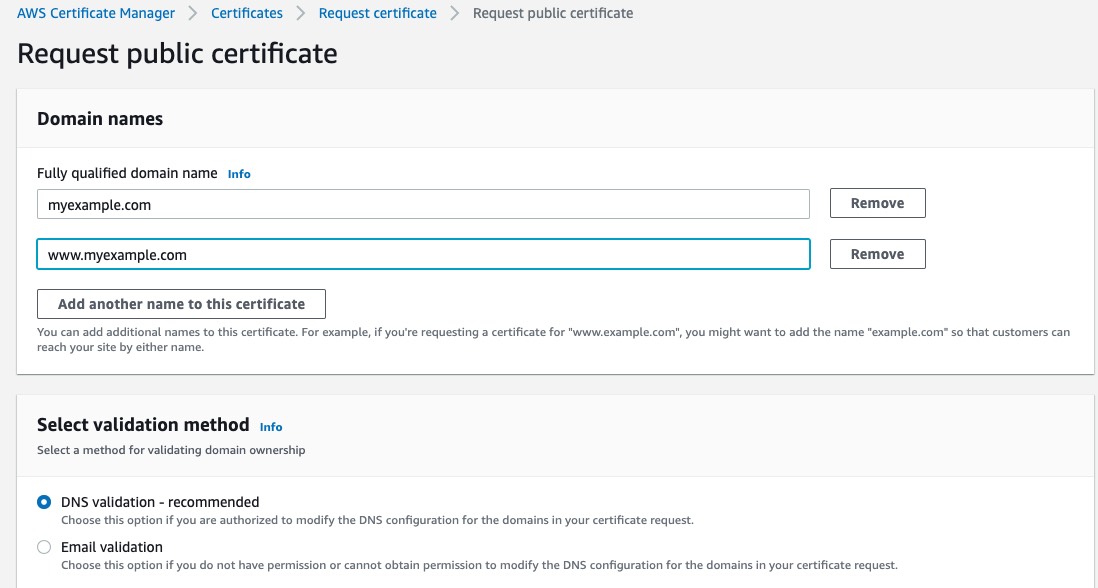 AWS Certificate Manager > Certificates > Request certificate > Request public certificate
Request public certificate
Domain names
Fully qualified domain name Info
myexample.com Remove
www.myexample.com Remove
Add another name to this certificate
You can add additional names to this certificate. For example, if you're requesting a certificate for "www.example.com", you might want to add the name "example.com" so that customers can
reach your site by either name.
Select validation method Info
Select a method for validating domain ownership
DNS validation - recommended
Choose this option if you are authorized to modify the DNS configuration for the domains in your certificate request.
Email validation
Choose this option if you do not have permission or cannot obtain permission to modify the DNS configuration for the domains in your certificate request.